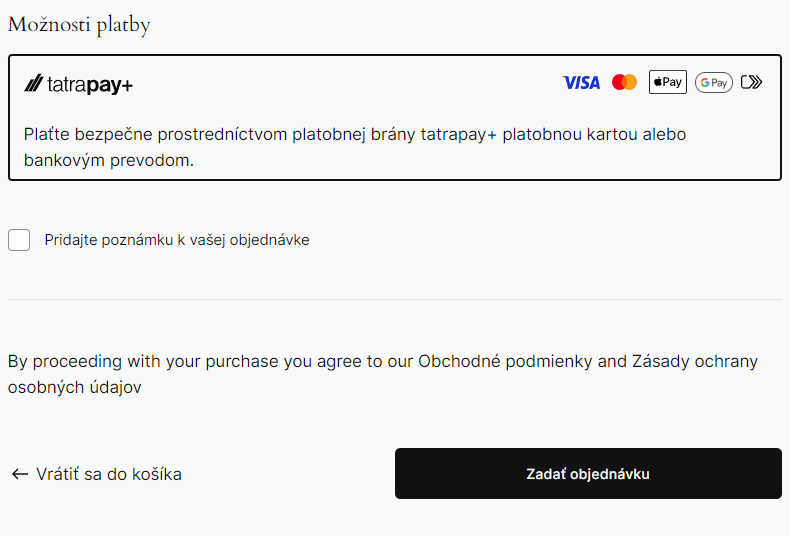 Možnosti platby
tatrapay+ VISA Pay G Pay
Plaťte bezpečne prostredníctvom platobnej brány tatrapay+ platobnou kartou alebo
bankovým prevodom.
Pridajte poznámku k vašej objednávke
By proceeding with your purchase you agree to our Obchodné podmienky and Zásady ochrany
osobných údajov
← Vrátiť sa do košíka
Zadať objednávku